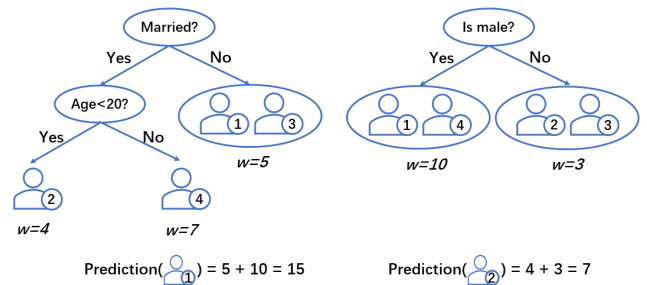 Married?
Is male?
Yes
No
Yes
No
Age<20?
1
3
1
4
2
3
Yes
No
w=5
w=10
w=3
2
4
w=4
w=7
Prediction( 1 ) = 5 + 10 = 15
Prediction( 2 ) = 4 + 3 = 7